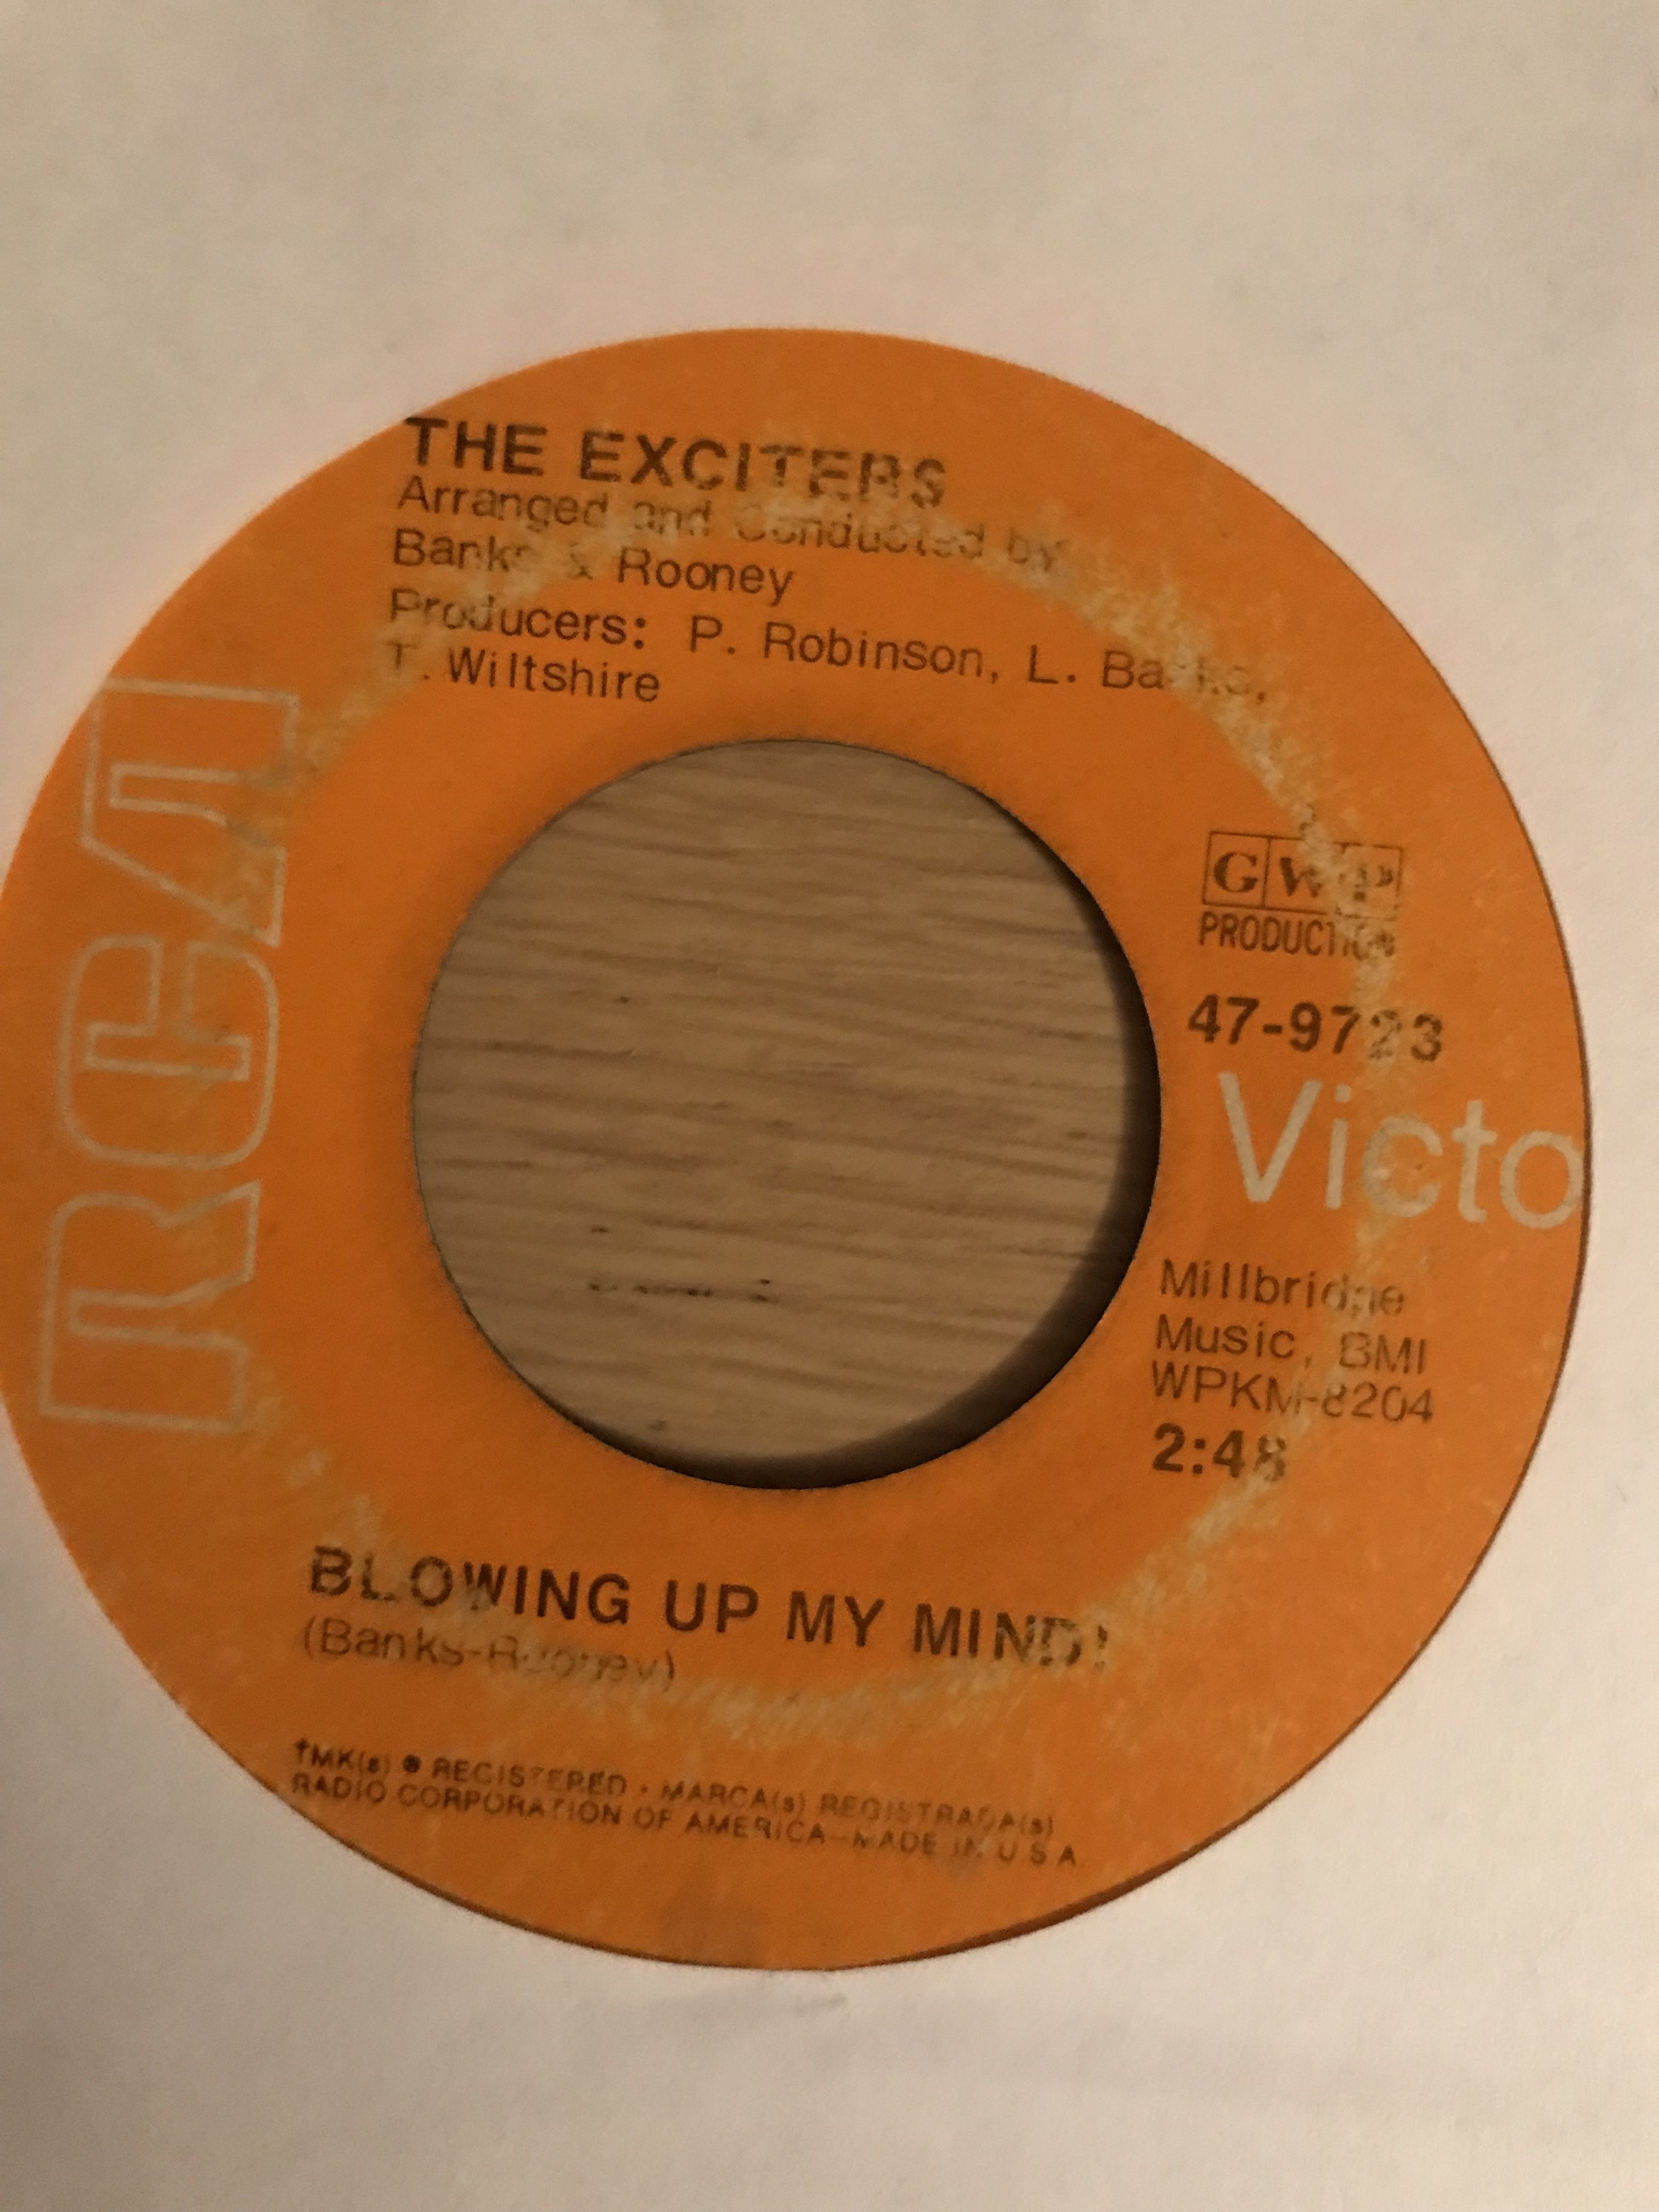 THE EXCITERS
Arranged and Conducted by
Banks & Rooney
Producers: P. Robinson, L. Banks,
T. Wiltshire
RCA
GWP
PRODUCTION
47-9723
Victo
Millbridge
Music, BMI
WPKM-8204
2:48
BLOWING UP MY MIND!
(Banks-Rooney)
†MK(s) ® REGISTERED • MARCA(s) REGISTRADA(s)
RADIO CORPORATION OF AMERICA—MADE IN U.S.A.